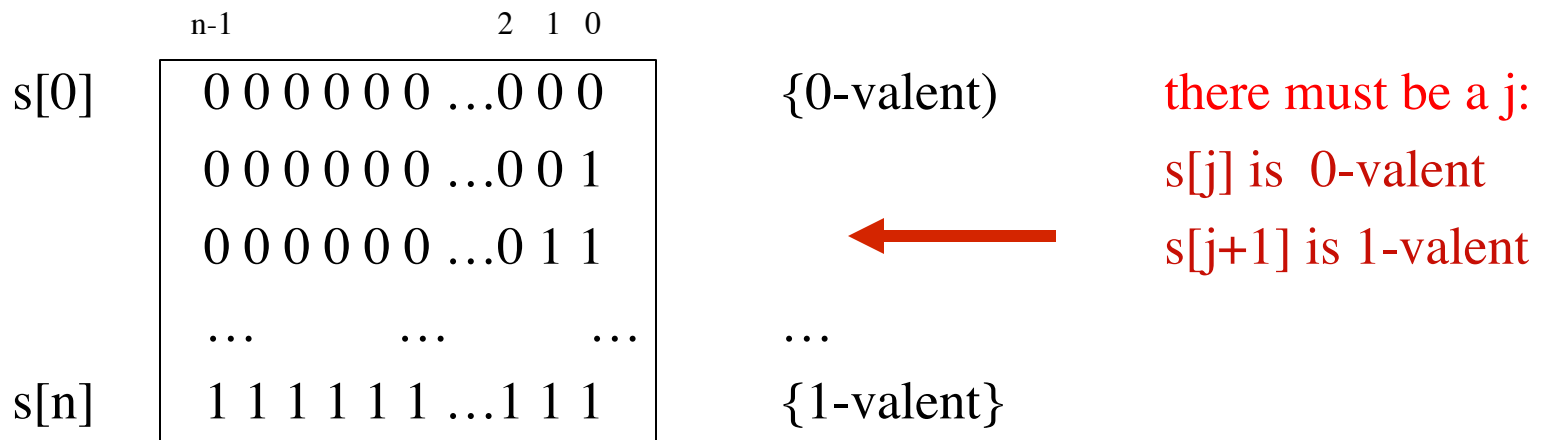 n-1 2 1 0
s[0] 0 0 0 0 0 0 …0 0 0 {0-valent) there must be a j:
0 0 0 0 0 0 …0 0 1 s[j] is 0-valent
0 0 0 0 0 0 …0 1 1 s[j+1] is 1-valent
… … … …
s[n] 1 1 1 1 1 1 …1 1 1 {1-valent}